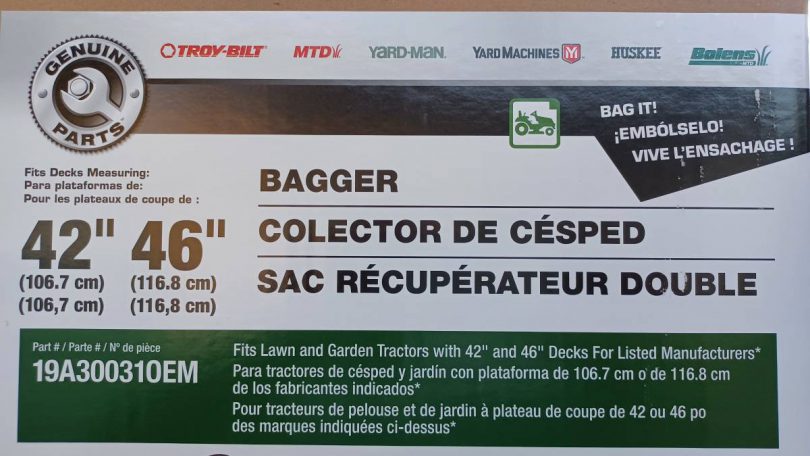 GENUINE PARTS
TROY-BILT
MTD
YARD-MAN
YARD MACHINES
HUSKEE
Bolens
MTD
BAG IT!
¡EMBÓLSELO!
VIVE L'ENSACHAGE !
Fits Decks Measuring:
Para plataformas de:
Pour les plateaux de coupe de :
42" 46"
(106.7 cm) (116.8 cm)
(106,7 cm) (116,8 cm)
BAGGER
COLECTOR DE CÉSPED
SAC RÉCUPÉRATEUR DOUBLE
Part # / Parte # / N° de pièce
19A30031OEM
Fits Lawn and Garden Tractors with 42" and 46" Decks For Listed Manufacturers*
Para tractores de césped y jardín con plataforma de 106.7 cm o de 116.8 cm
de los fabricantes indicados*
Pour tracteurs de pelouse et de jardin à plateau de coupe de 42 ou 46 po
des marques indiquées ci-dessus*